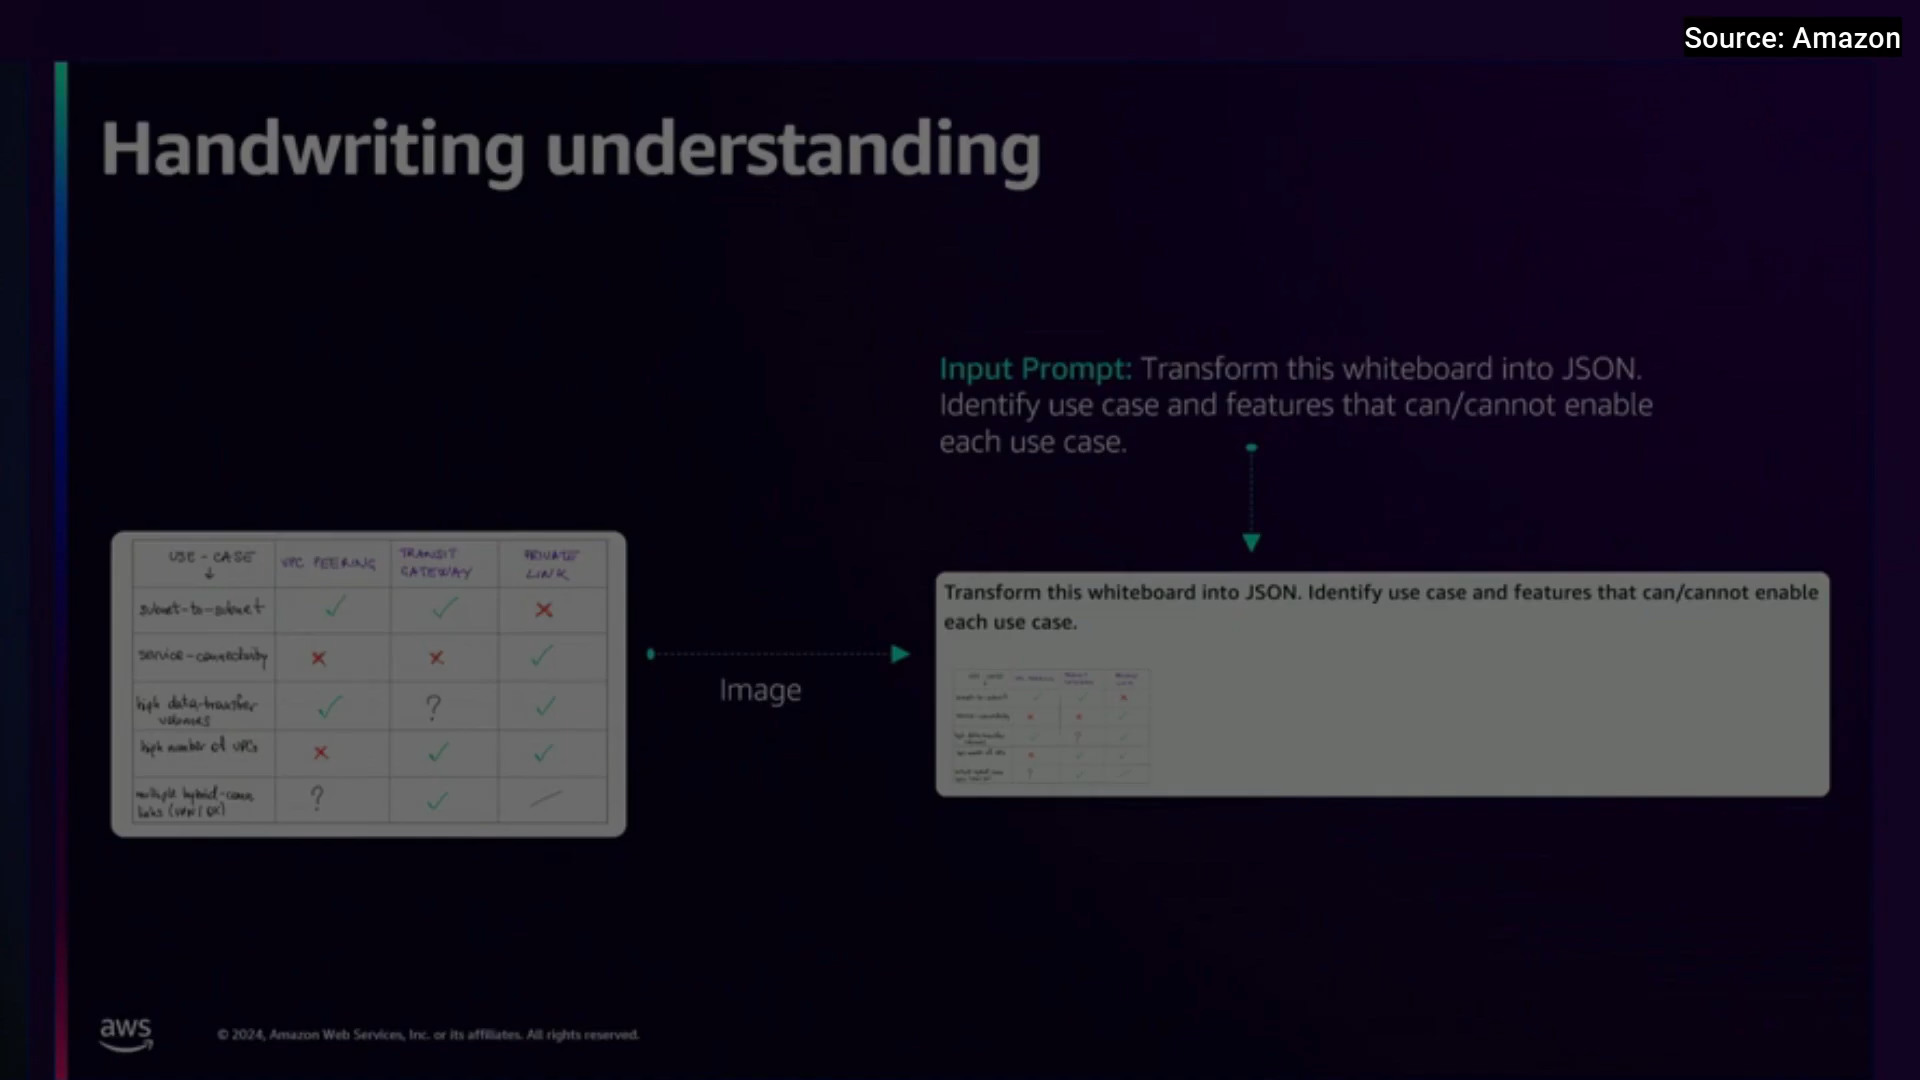 Source: Amazon
Handwriting understanding
Input Prompt: Transform this whiteboard into JSON.
Identify use case and features that can/cannot enable
each use case.
USE-CASE
VPC PEERING
TRANSIT
GATEWAY
PRIVATE
LINK
subnet-to-subnet
service-connectivity
high data-transfer
volumes
?
high number of VPCs
multiple hybrid-conn
links (VPN/DX)
?
Image
Transform this whiteboard into JSON. Identify use case and features that can/cannot enable
each use case.
aws
© 2024, Amazon Web Services, Inc. or its affiliates. All rights reserved.